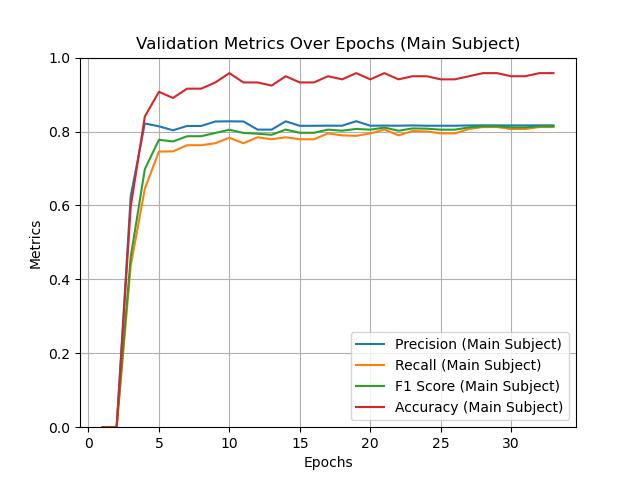 Validation Metrics Over Epochs (Main Subject)
1.0
0.8
0.6
0.4
0.2
0.0
Metrics
0
5
10
15
20
25
30
Epochs
Precision (Main Subject)
Recall (Main Subject)
F1 Score (Main Subject)
Accuracy (Main Subject)